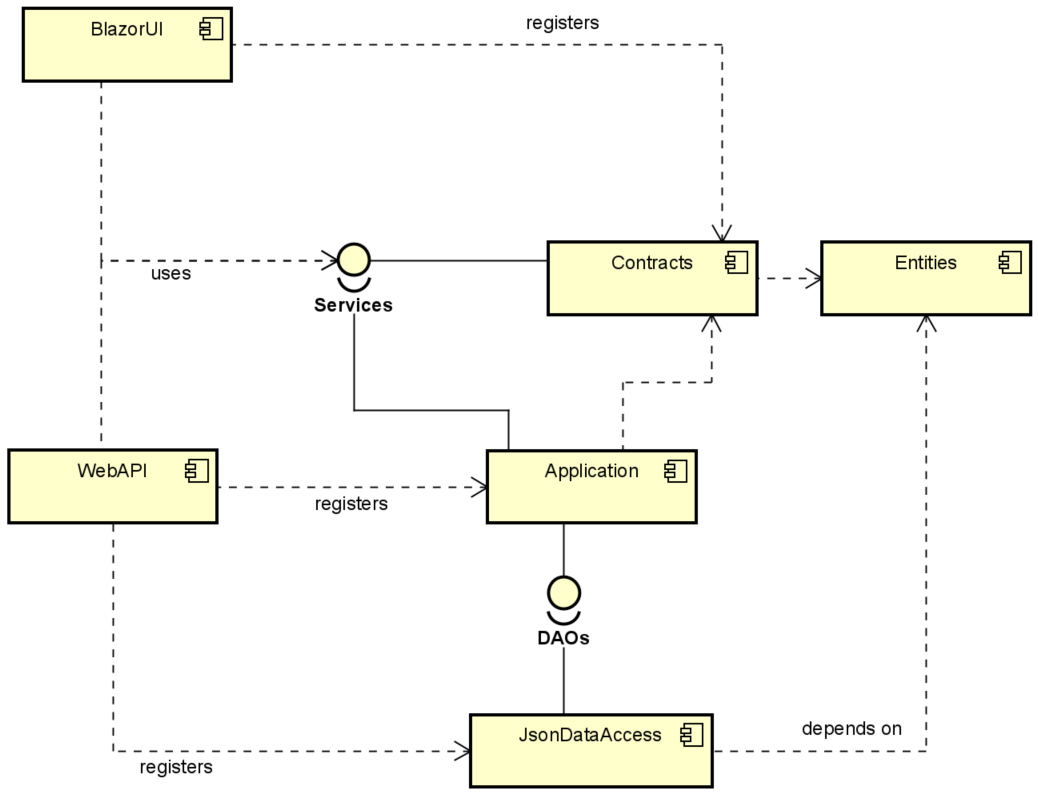 registers
BlazorUI
Contracts
Entities
uses
Services
WebAPI
Application
registers
DAOs
depends on
JsonDataAccess
registers